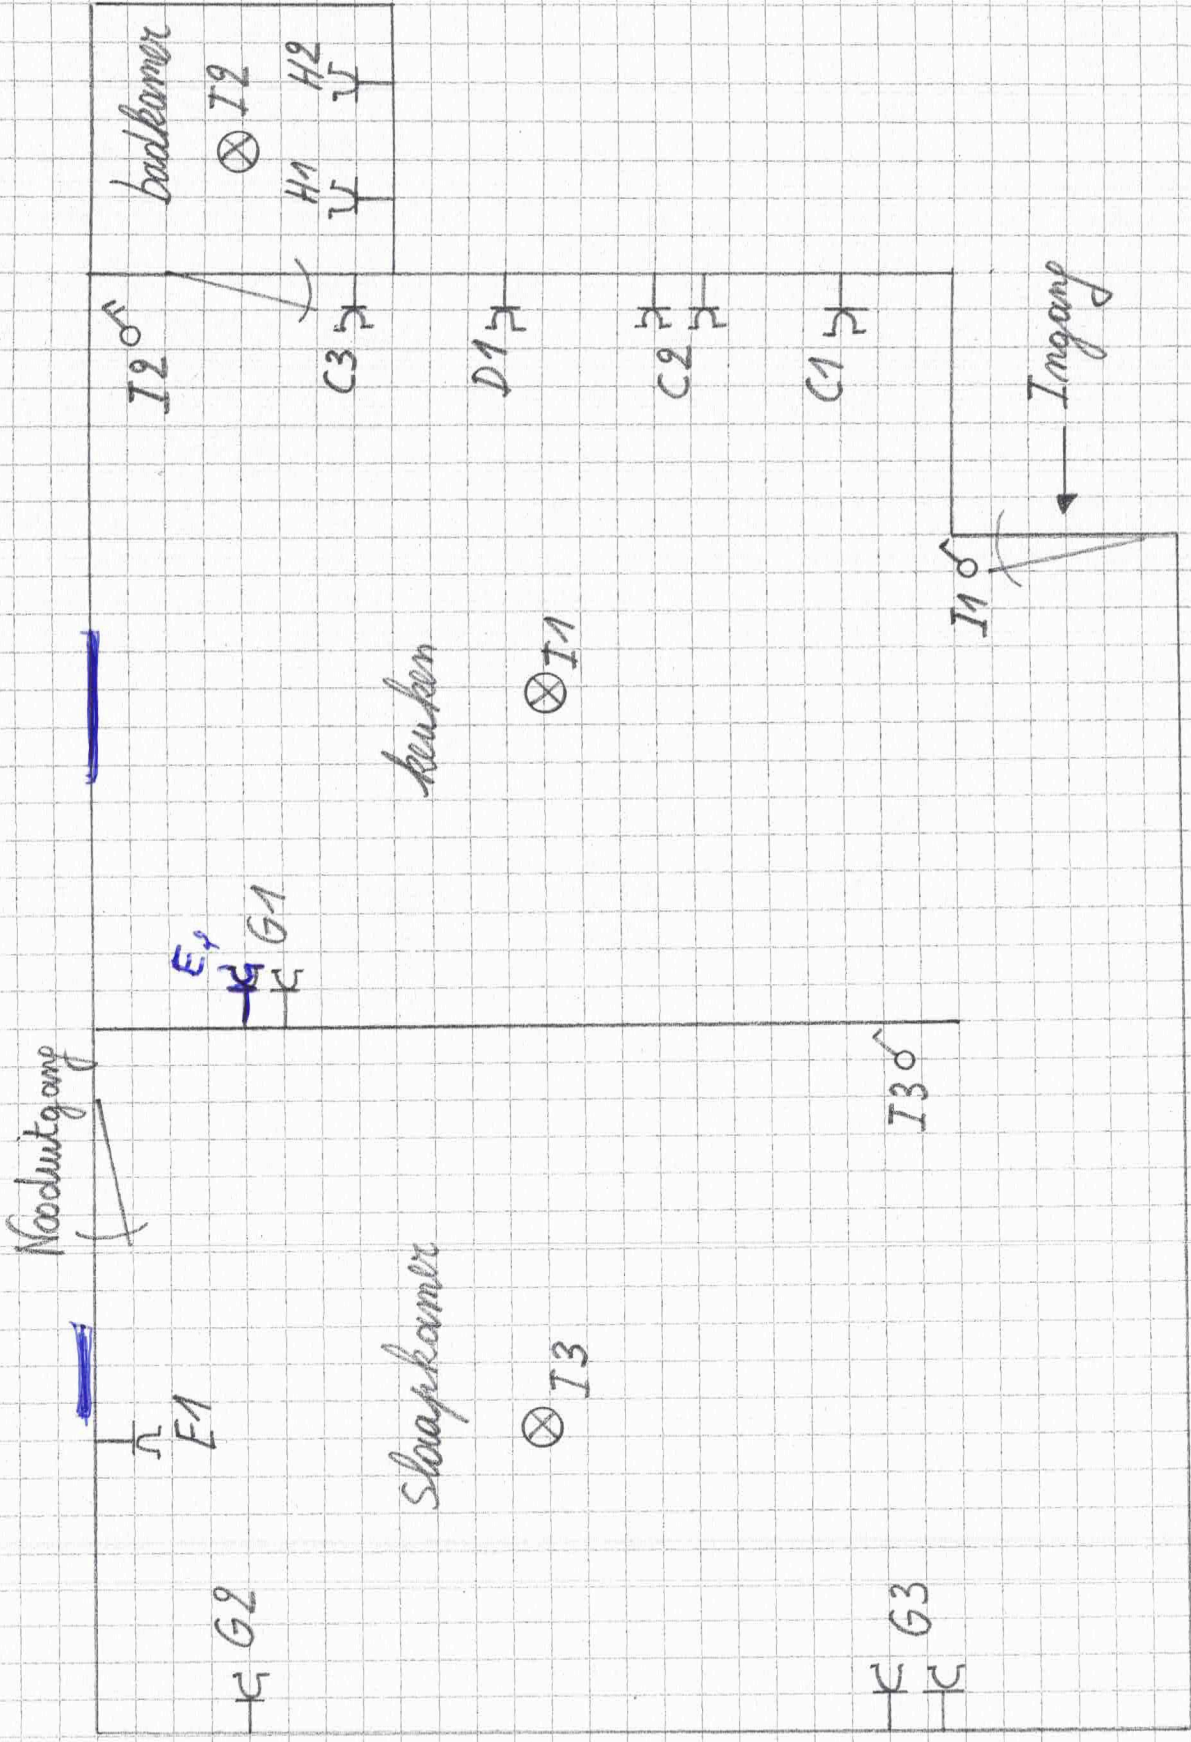 badkamer
I2
H1
H2
I2
C3
D1
C2
C1
Ingang
I1
keuken
I1
G1
Nooduitgang
I3
E1
Slaapkamer
I3
G2
G3